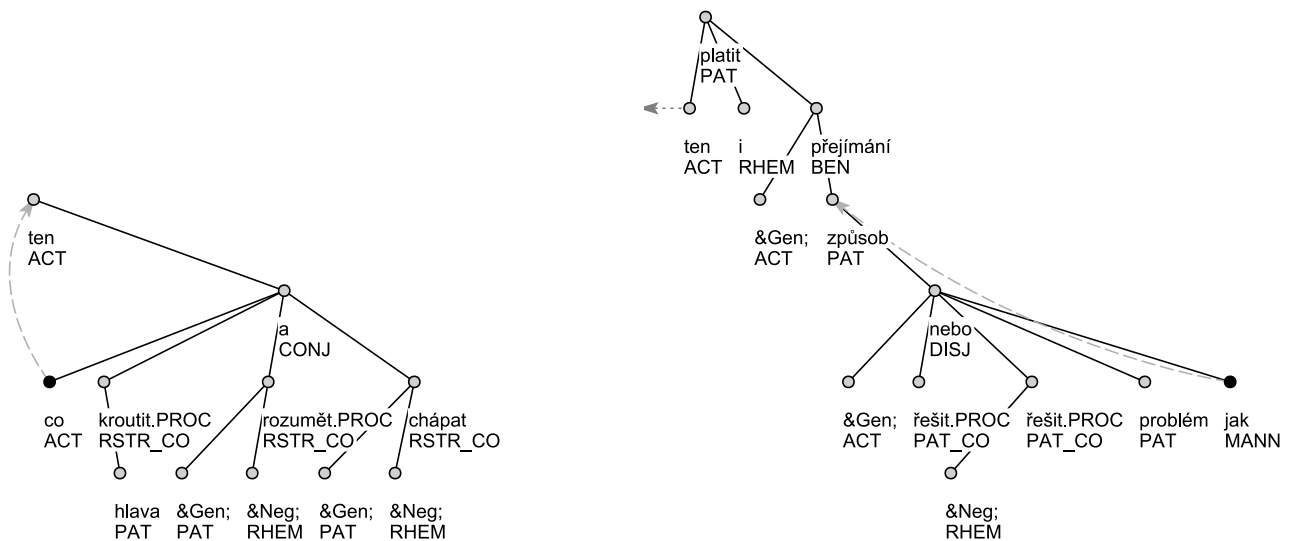 platit
PAT
ten i přejímání
ACT RHEM BEN
ten &Gen; způsob
ACT ACT PAT
a nebo
CONJ DISJ
co kroutit.PROC rozumět.PROC chápat &Gen; řešit.PROC řešit.PROC problém jak
ACT RSTR_CO RSTR_CO RSTR_CO ACT PAT_CO PAT_CO PAT MANN
hlava &Gen; &Neg; &Gen; &Neg; &Neg;
PAT PAT RHEM PAT RHEM RHEM